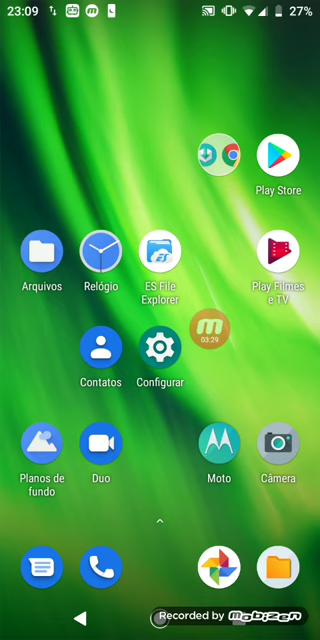 23:09
27%
Play Store
Arquivos
Relógio
ES File
Explorer
Play Filmes
e TV
03:29
Contatos
Configurar
Planos de
fundo
Duo
Moto
Câmera
Recorded by mobizen